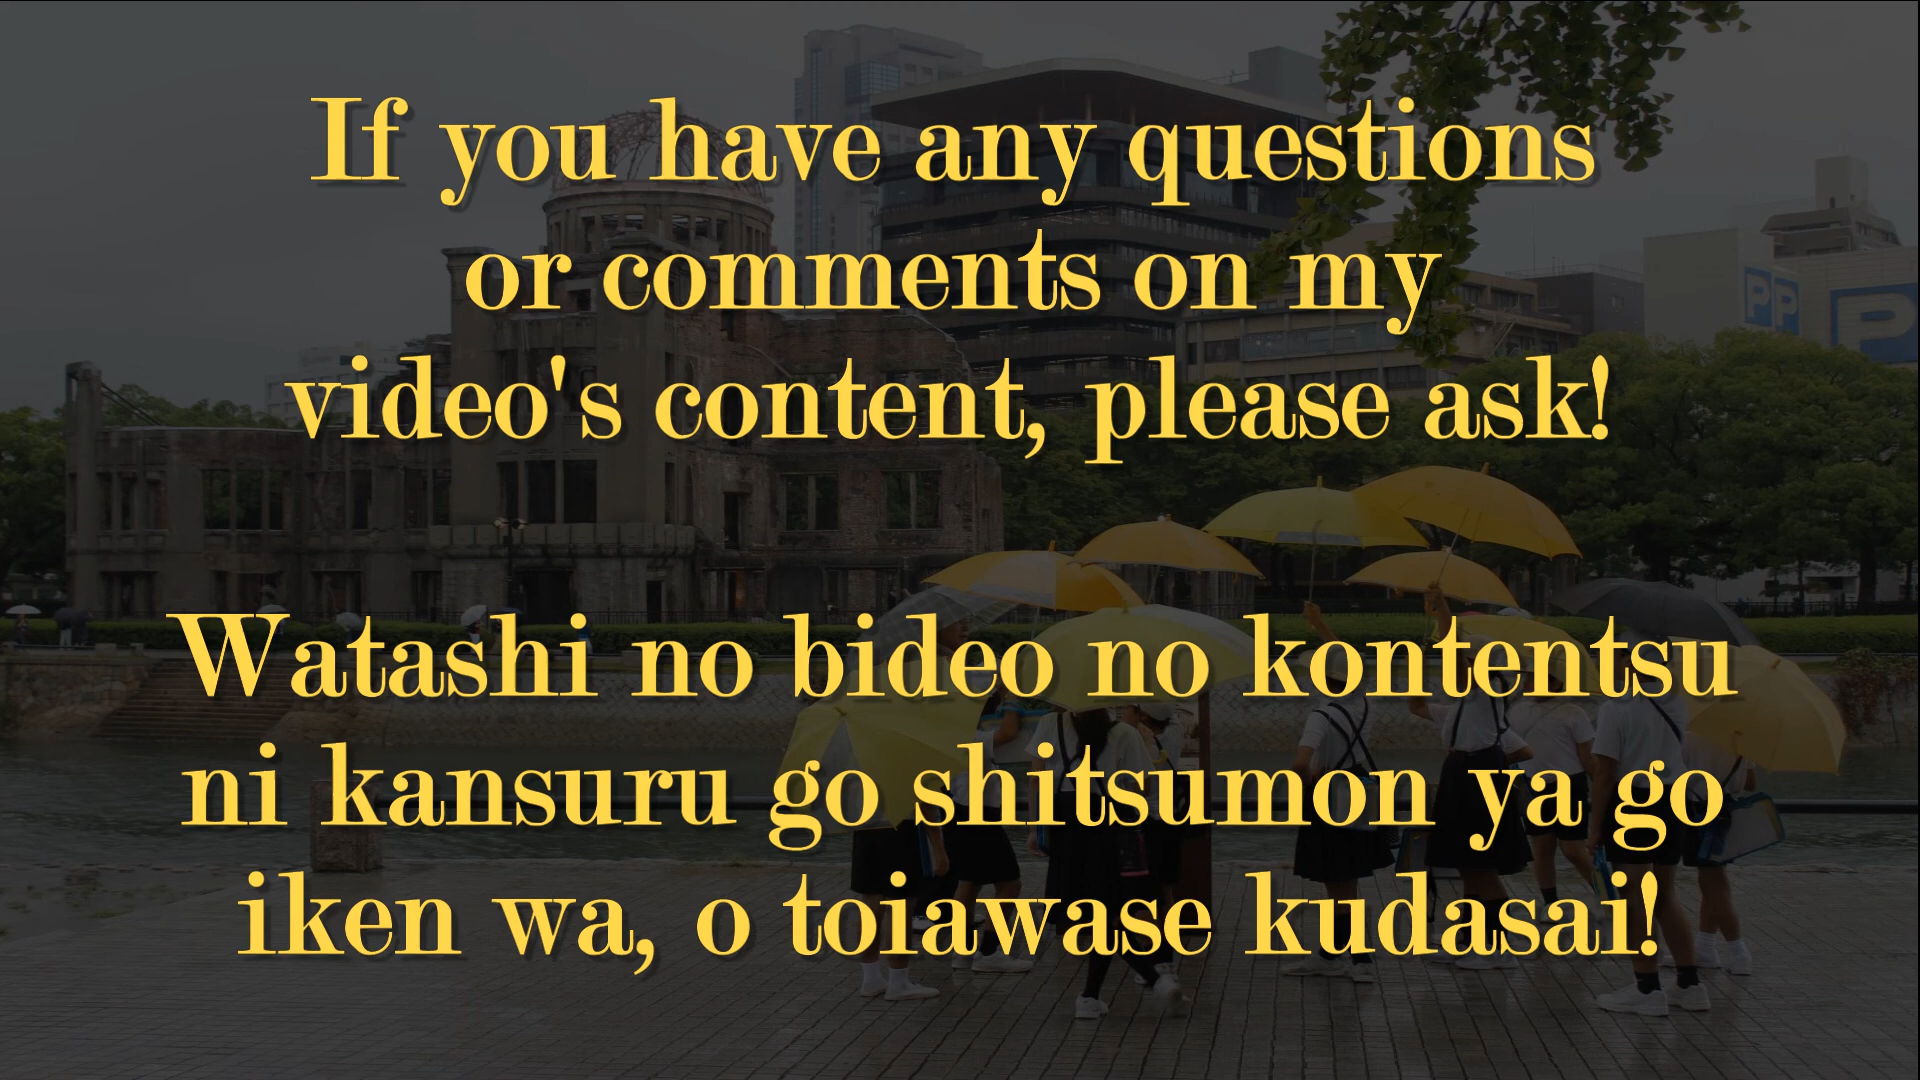 If you have any questions
or comments on my
video's content, please ask!
Watashi no bideo no kontentsu
ni kansuru go shitsumon ya go
iken wa, o toiawase kudasai!
PP
P